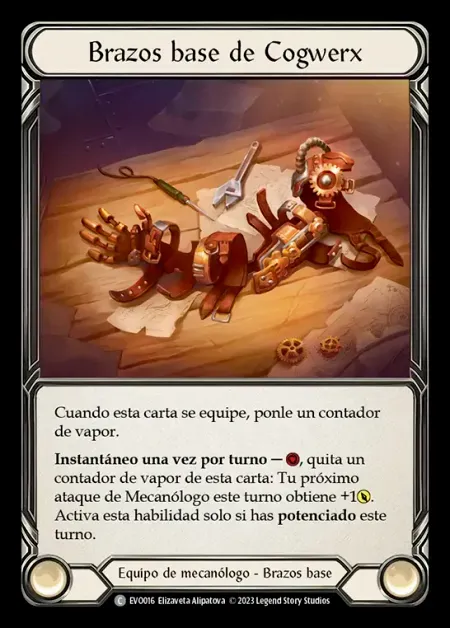 Brazos base de Cogwerx
Cuando esta carta se equipe, ponle un contador
de vapor.
Instantáneo una vez por turno — , quita un
contador de vapor de esta carta: Tu próximo
ataque de Mecanólogo este turno obtiene +1.
Activa esta habilidad solo si has potenciado este
turno.
Equipo de mecanólogo - Brazos base
C EVO016 Elizaveta Alipatova © 2023 Legend Story Studios